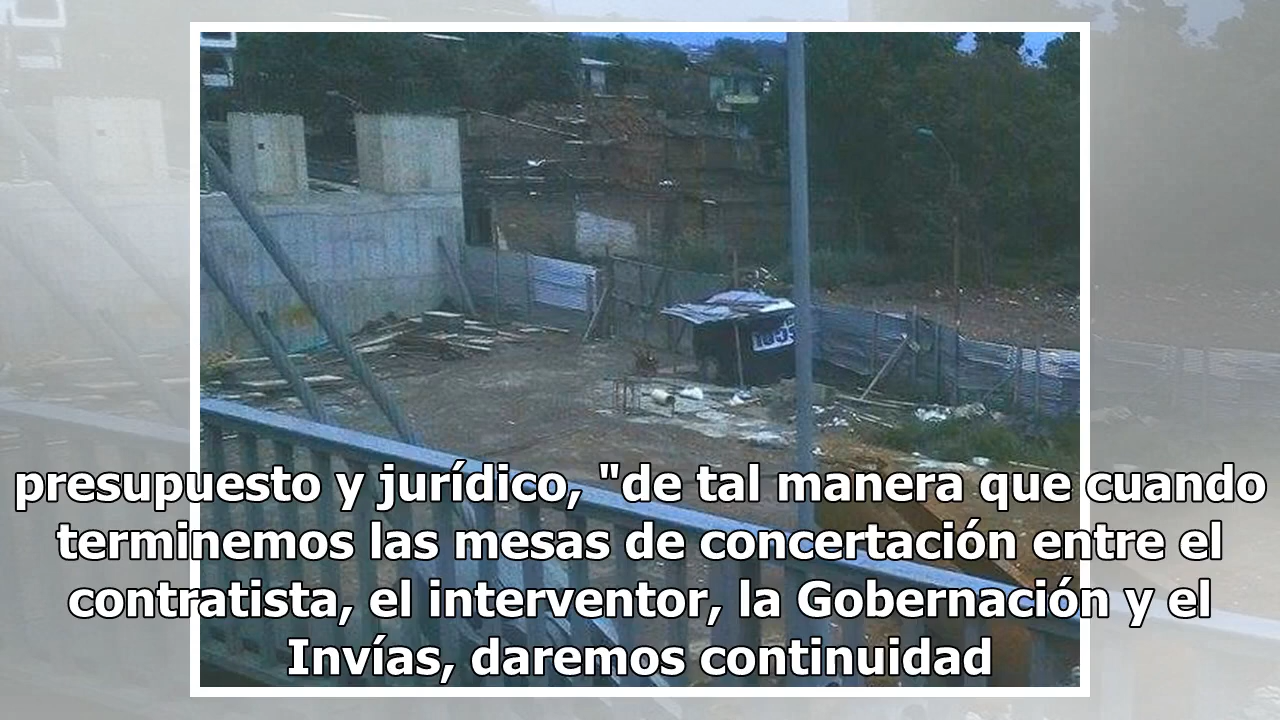 presupuesto y jurídico, "de tal manera que cuando
terminemos las mesas de concertación entre el
contratista, el interventor, la Gobernación y el
Invías, daremos continuidad